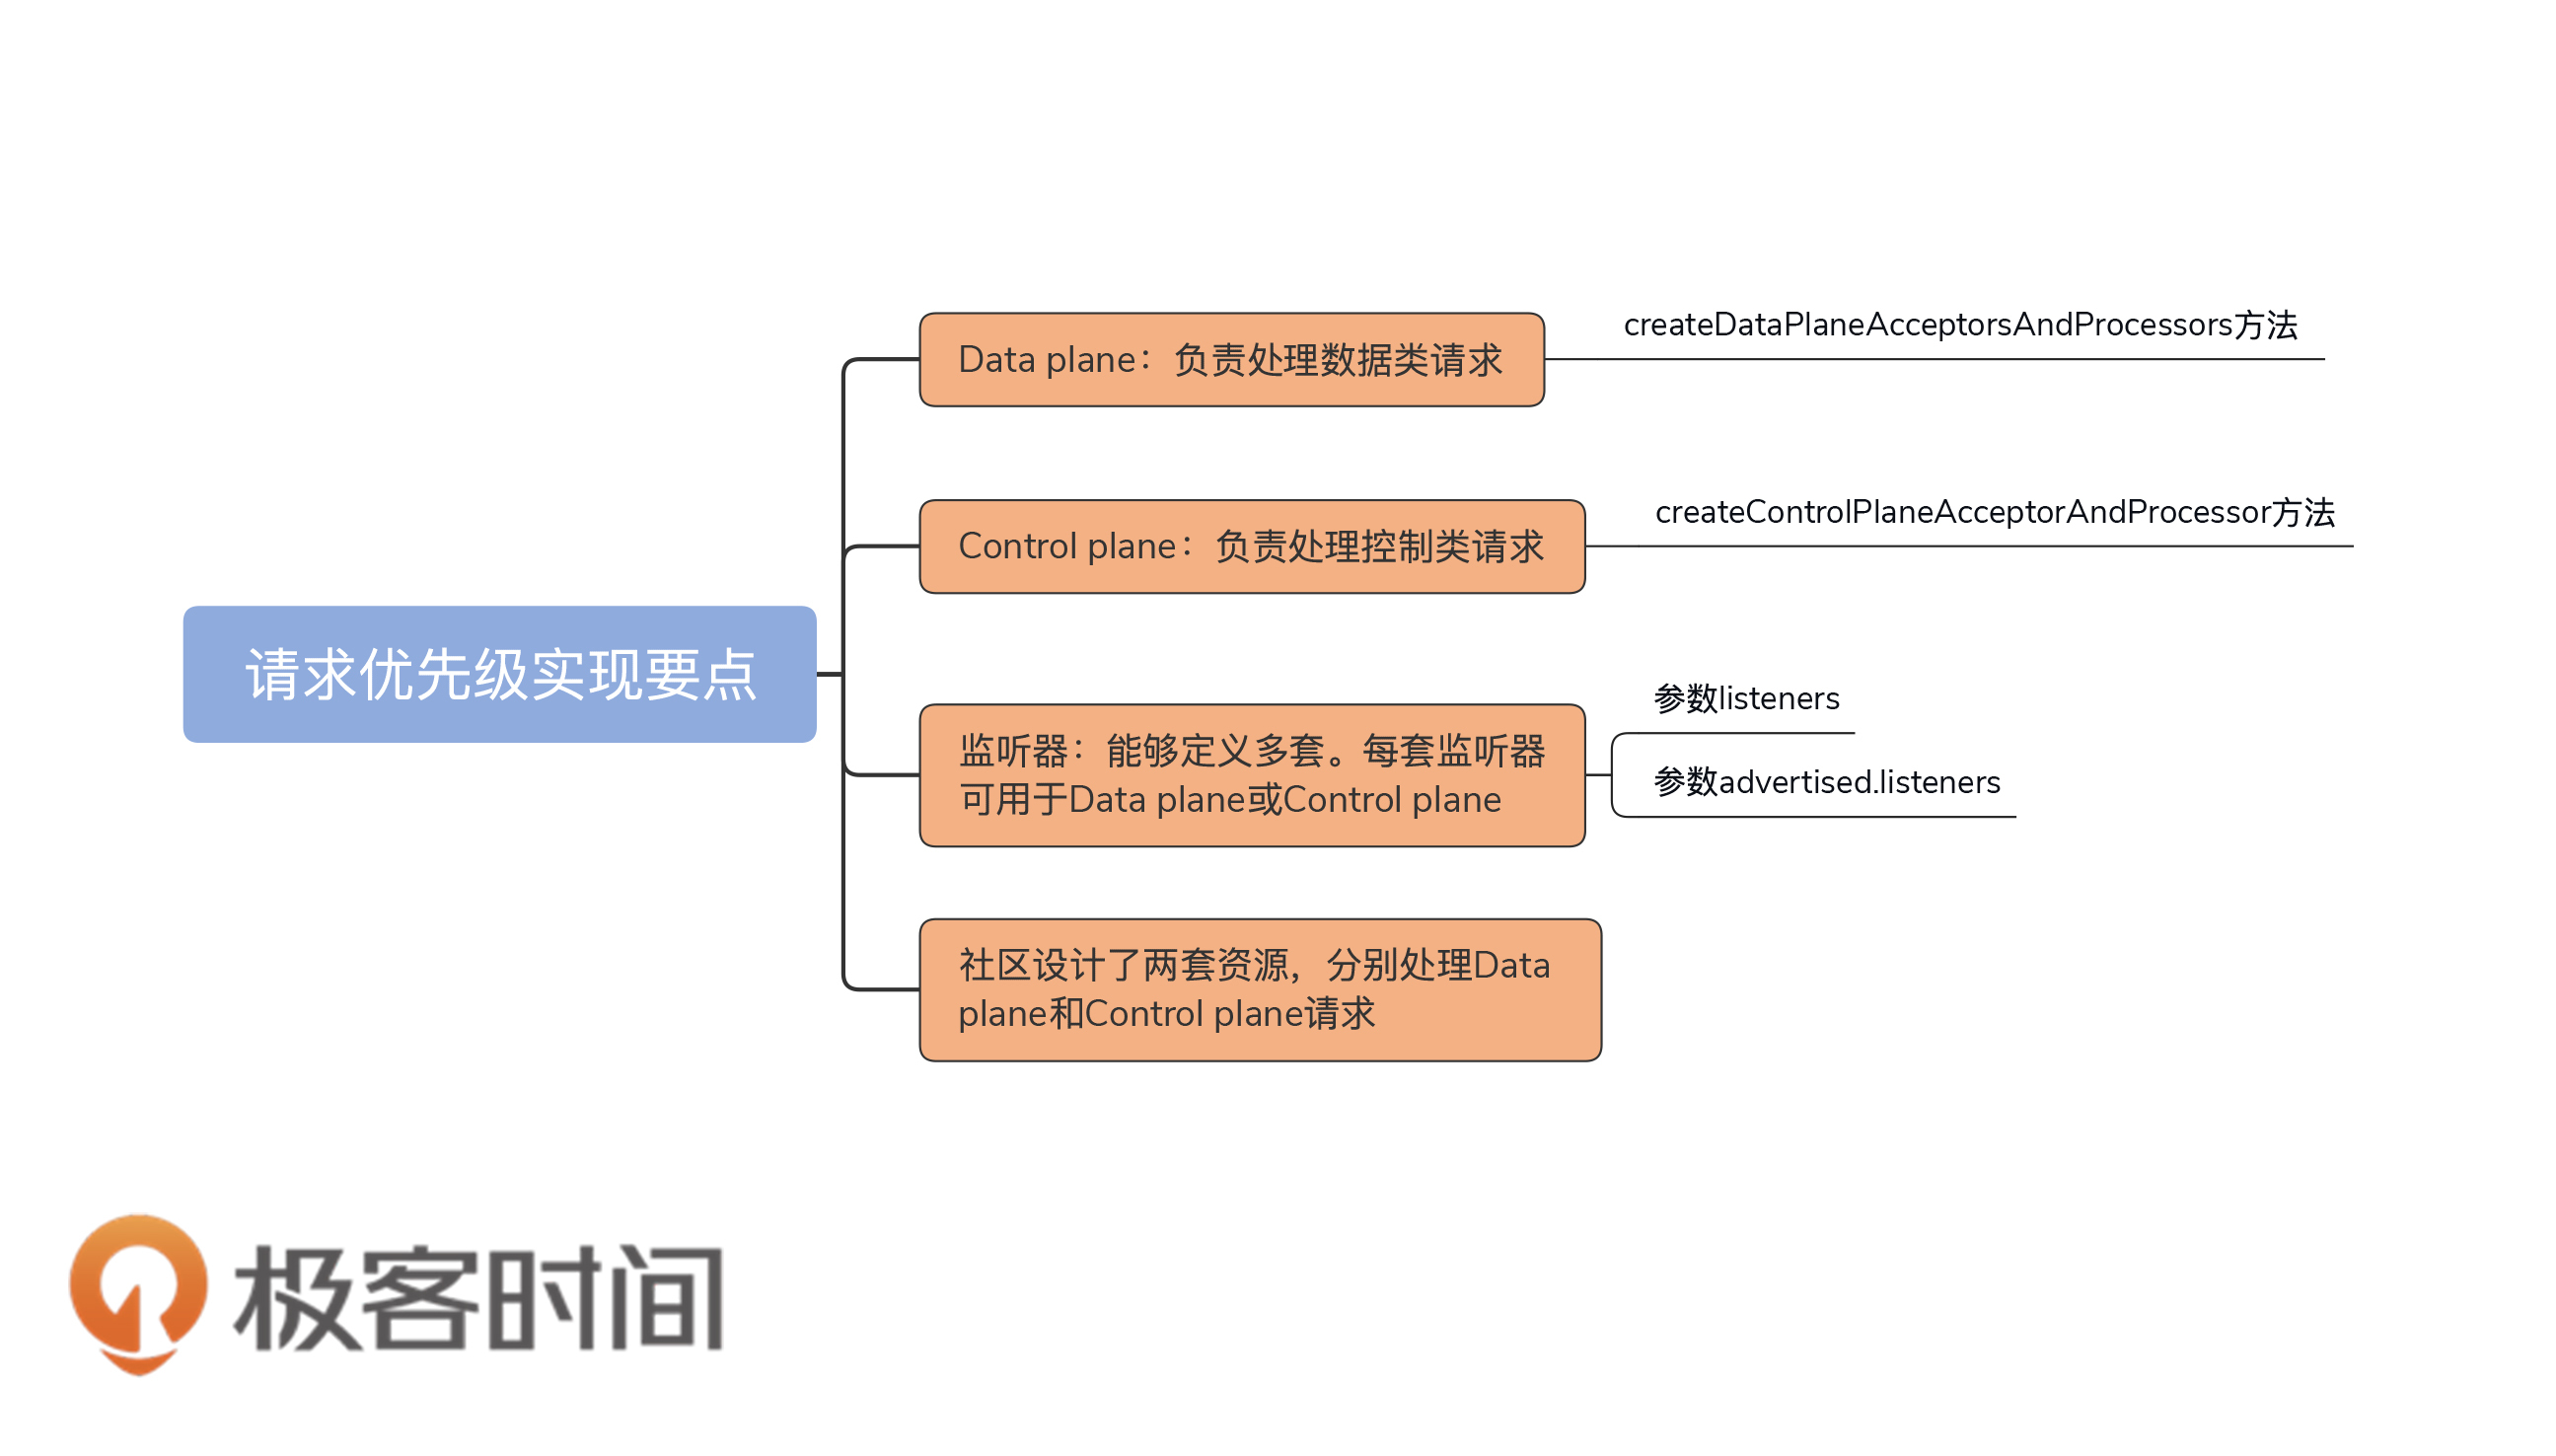 请求优先级实现要点
Data plane：负责处理数据类请求
createDataPlaneAcceptorsAndProcessors方法
Control plane：负责处理控制类请求
createControlPlaneAcceptorAndProcessor方法
监听器：能够定义多套。每套监听器
可用于Data plane或Control plane
参数listeners
参数advertised.listeners
社区设计了两套资源，分别处理Data
plane和Control plane请求
极客时间